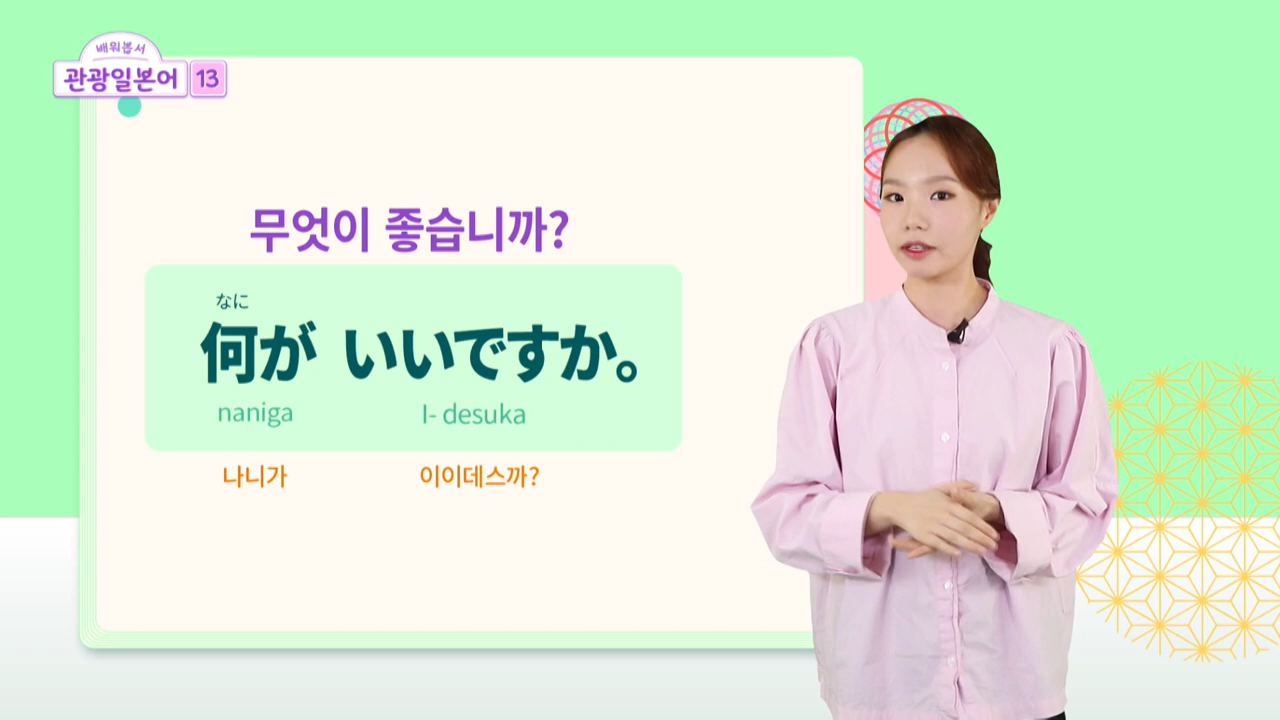 배워봅서
관광일본어 13
무엇이 좋습니까?
なに
何が いいですか。
naniga I- desuka
나니가 이이데스까?